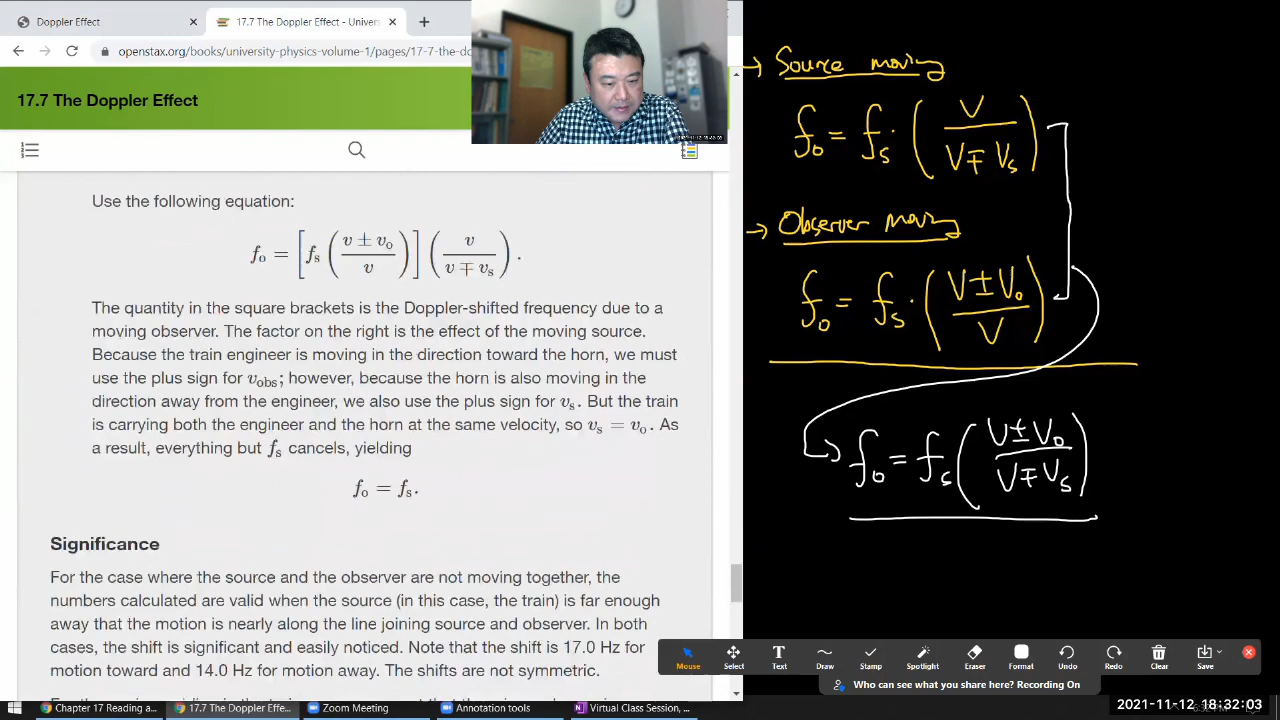 Doppler Effect
17.7 The Doppler Effect - Univer
openstax.org/books/university-physics-volume-1/pages/17-7-the-do
17.7 The Doppler Effect
Use the following equation:
f_o = [f_s ((v ± v_o)/v)] (v/(v ∓ v_s)).
The quantity in the square brackets is the Doppler-shifted frequency due to a
moving observer. The factor on the right is the effect of the moving source.
Because the train engineer is moving in the direction toward the horn, we must
use the plus sign for v_obs; however, because the horn is also moving in the
direction away from the engineer, we also use the plus sign for v_s. But the train
is carrying both the engineer and the horn at the same velocity, so v_s = v_o. As
a result, everything but f_s cancels, yielding
f_o = f_s.
Significance
For the case where the source and the observer are not moving together, the
numbers calculated are valid when the source (in this case, the train) is far enough
away that the motion is nearly along the line joining source and observer. In both
cases, the shift is significant and easily noticed. Note that the shift is 17.0 Hz for
motion toward and 14.0 Hz for motion away. The shifts are not symmetric.
→ Source moving
f_o = f_s · (V/(V ∓ V_s))
→ Observer moving
f_o = f_s · ((V ± V_o)/V)
f_o = f_s ((V ± V_o)/(V ∓ V_s))
Mouse Select Text Draw Stamp Spotlight Eraser Format Undo Redo Clear Save
Who can see what you share here? Recording On
Chapter 17 Reading a...
17.7 The Doppler Effe...
Zoom Meeting
Annotation tools
Virtual Class Session, ...
2021-11-12 18:32:03